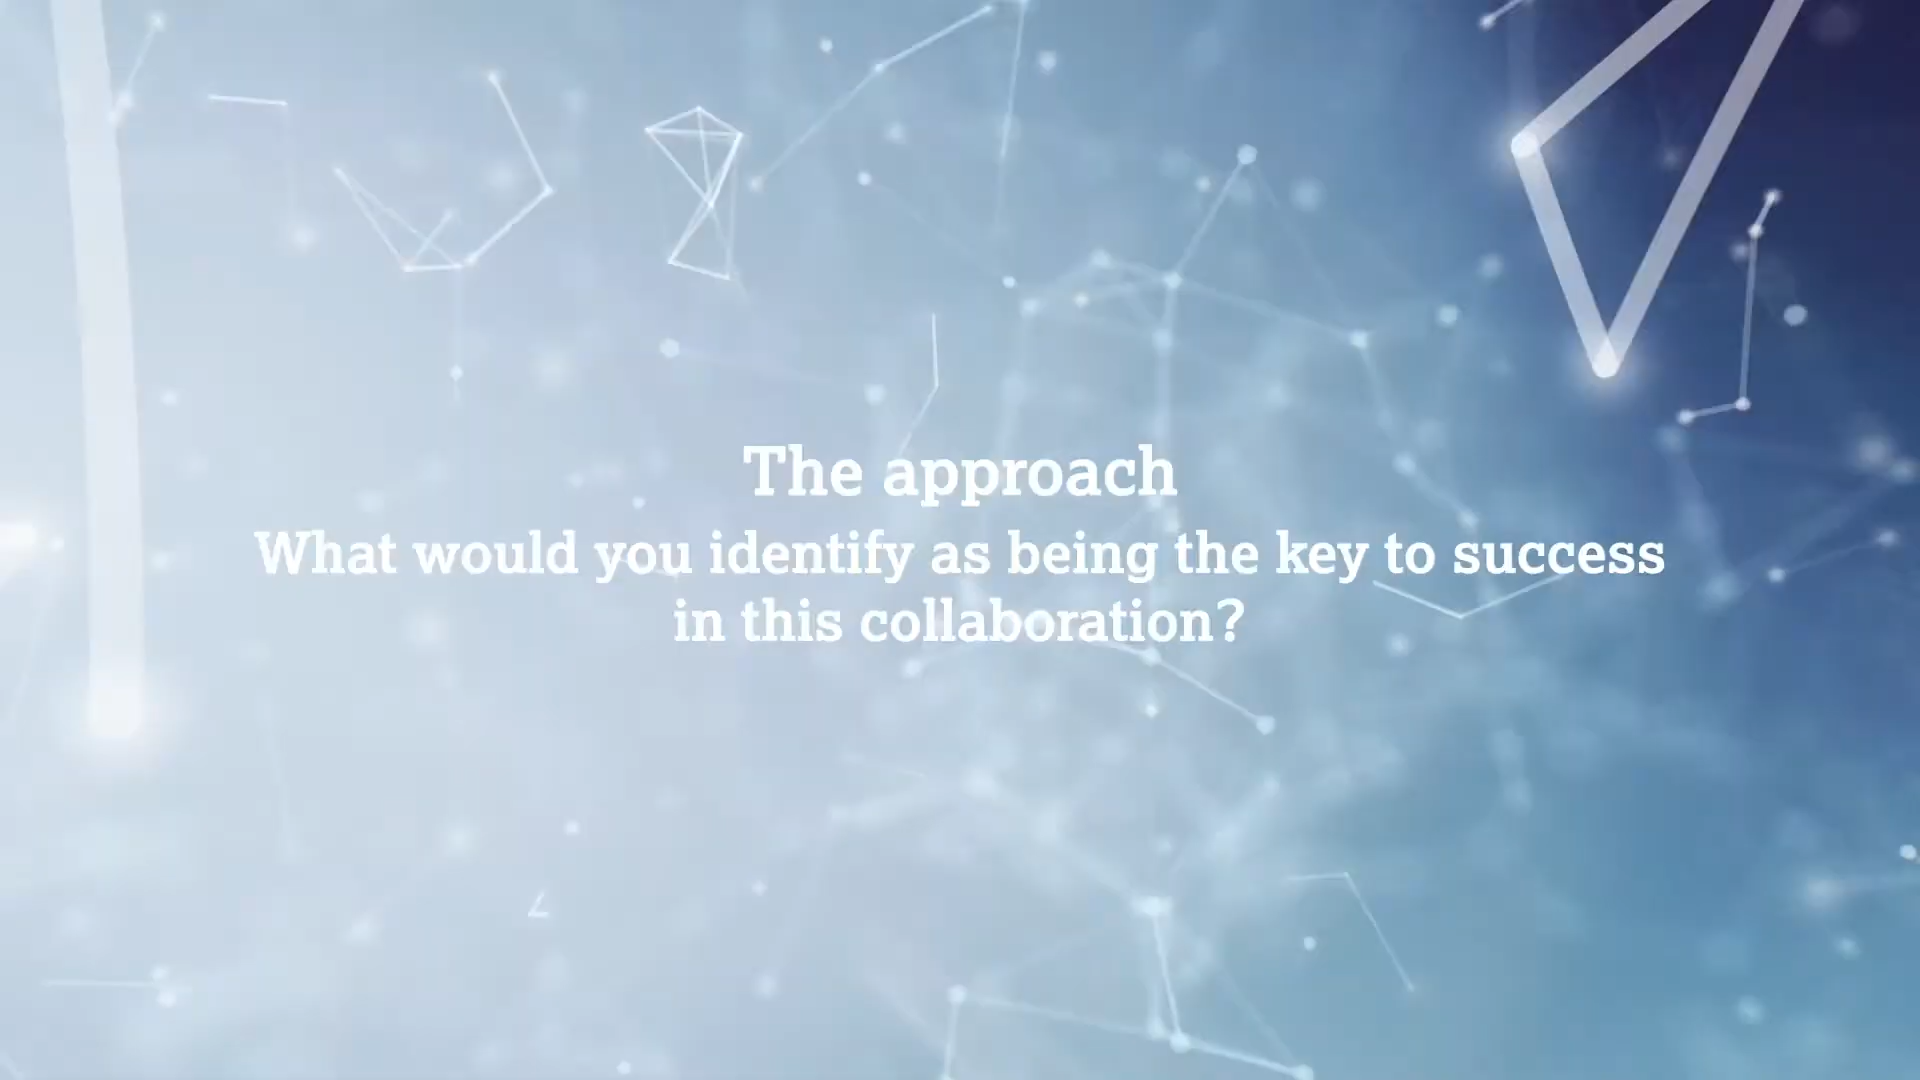 The approach
What would you identify as being the key to success
in this collaboration?